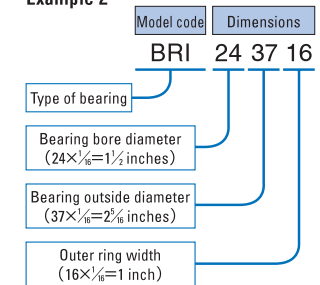 Example 2
Model code Dimensions
BRI 24 37 16
Type of bearing
Bearing bore diameter
(24×1/16=1 1/2 inches)
Bearing outside diameter
(37×1/16=2 5/16 inches)
Outer ring width
(16×1/16=1 inch)